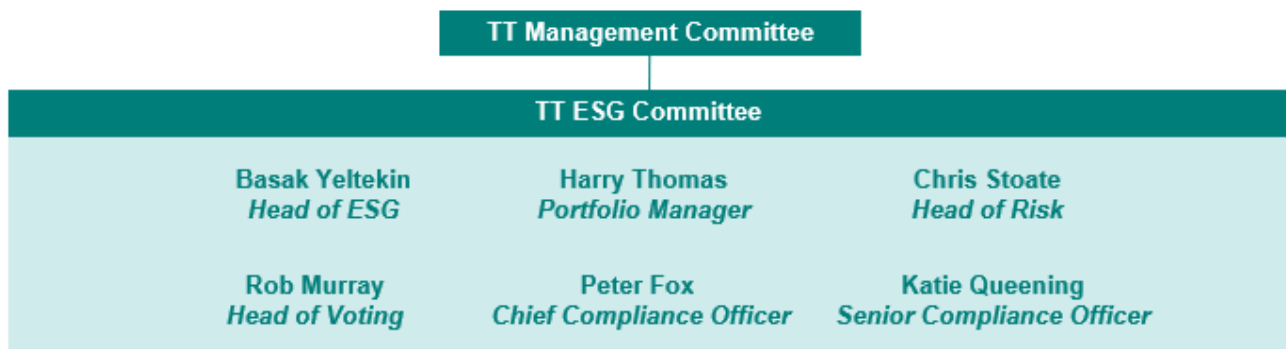 TT Management Committee
TT ESG Committee
Basak Yeltekin
Head of ESG
Harry Thomas
Portfolio Manager
Chris Stoate
Head of Risk
Rob Murray
Head of Voting
Peter Fox
Chief Compliance Officer
Katie Queening
Senior Compliance Officer